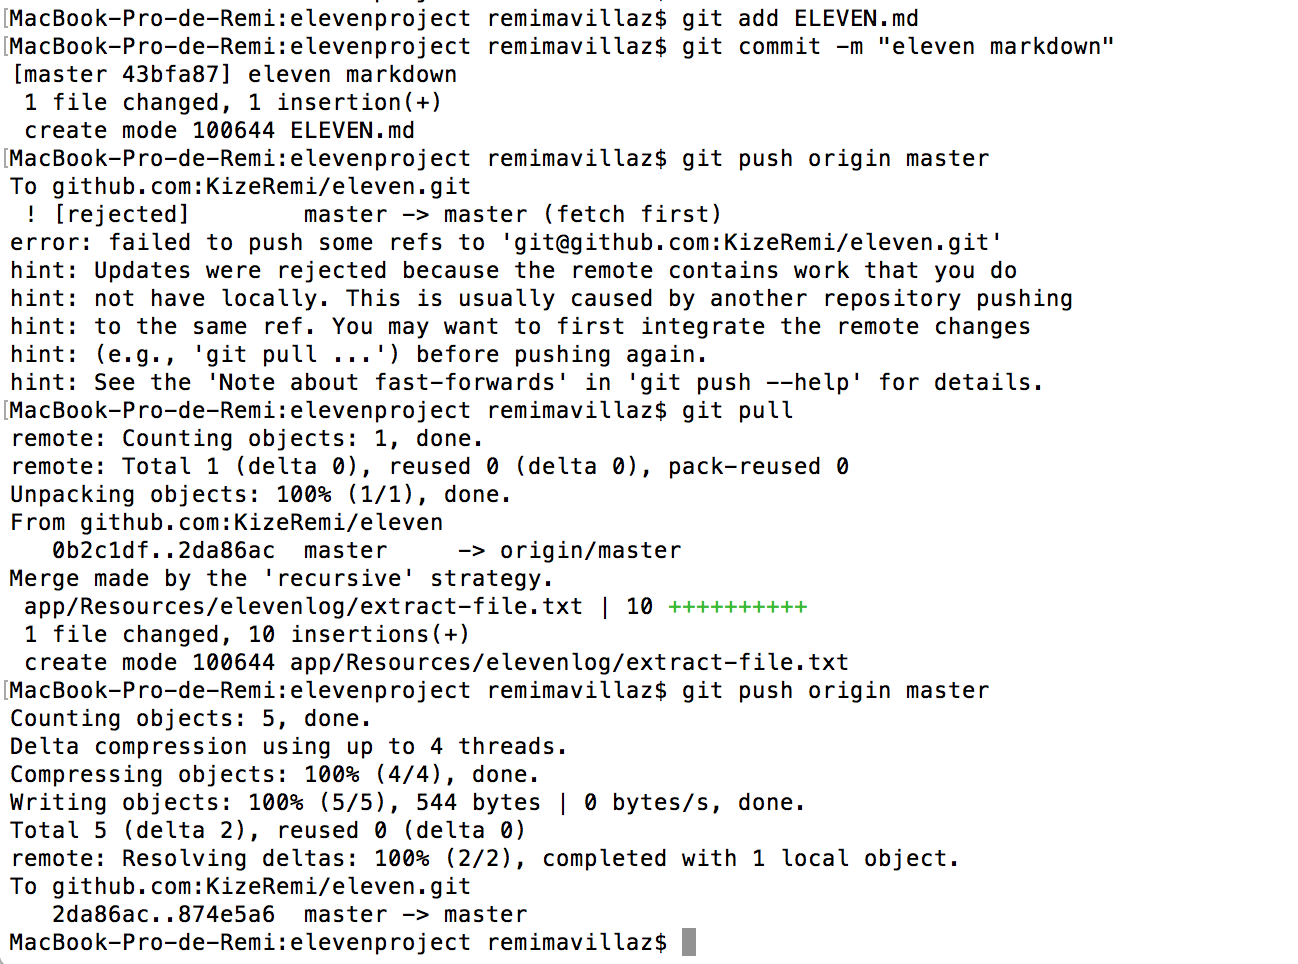 [MacBook-Pro-de-Remi:elevenproject remimavillaz$ git add ELEVEN.md
[MacBook-Pro-de-Remi:elevenproject remimavillaz$ git commit -m "eleven markdown"
[master 43bfa87] eleven markdown
 1 file changed, 1 insertion(+)
 create mode 100644 ELEVEN.md
[MacBook-Pro-de-Remi:elevenproject remimavillaz$ git push origin master
To github.com:KizeRemi/eleven.git
 ! [rejected]        master -> master (fetch first)
error: failed to push some refs to 'git@github.com:KizeRemi/eleven.git'
hint: Updates were rejected because the remote contains work that you do
hint: not have locally. This is usually caused by another repository pushing
hint: to the same ref. You may want to first integrate the remote changes
hint: (e.g., 'git pull ...') before pushing again.
hint: See the 'Note about fast-forwards' in 'git push --help' for details.
[MacBook-Pro-de-Remi:elevenproject remimavillaz$ git pull
remote: Counting objects: 1, done.
remote: Total 1 (delta 0), reused 0 (delta 0), pack-reused 0
Unpacking objects: 100% (1/1), done.
From github.com:KizeRemi/eleven
   0b2c1df..2da86ac  master     -> origin/master
Merge made by the 'recursive' strategy.
 app/Resources/elevenlog/extract-file.txt | 10 ++++++++++
 1 file changed, 10 insertions(+)
 create mode 100644 app/Resources/elevenlog/extract-file.txt
[MacBook-Pro-de-Remi:elevenproject remimavillaz$ git push origin master
Counting objects: 5, done.
Delta compression using up to 4 threads.
Compressing objects: 100% (4/4), done.
Writing objects: 100% (5/5), 544 bytes | 0 bytes/s, done.
Total 5 (delta 2), reused 0 (delta 0)
remote: Resolving deltas: 100% (2/2), completed with 1 local object.
To github.com:KizeRemi/eleven.git
   2da86ac..874e5a6  master -> master
MacBook-Pro-de-Remi:elevenproject remimavillaz$